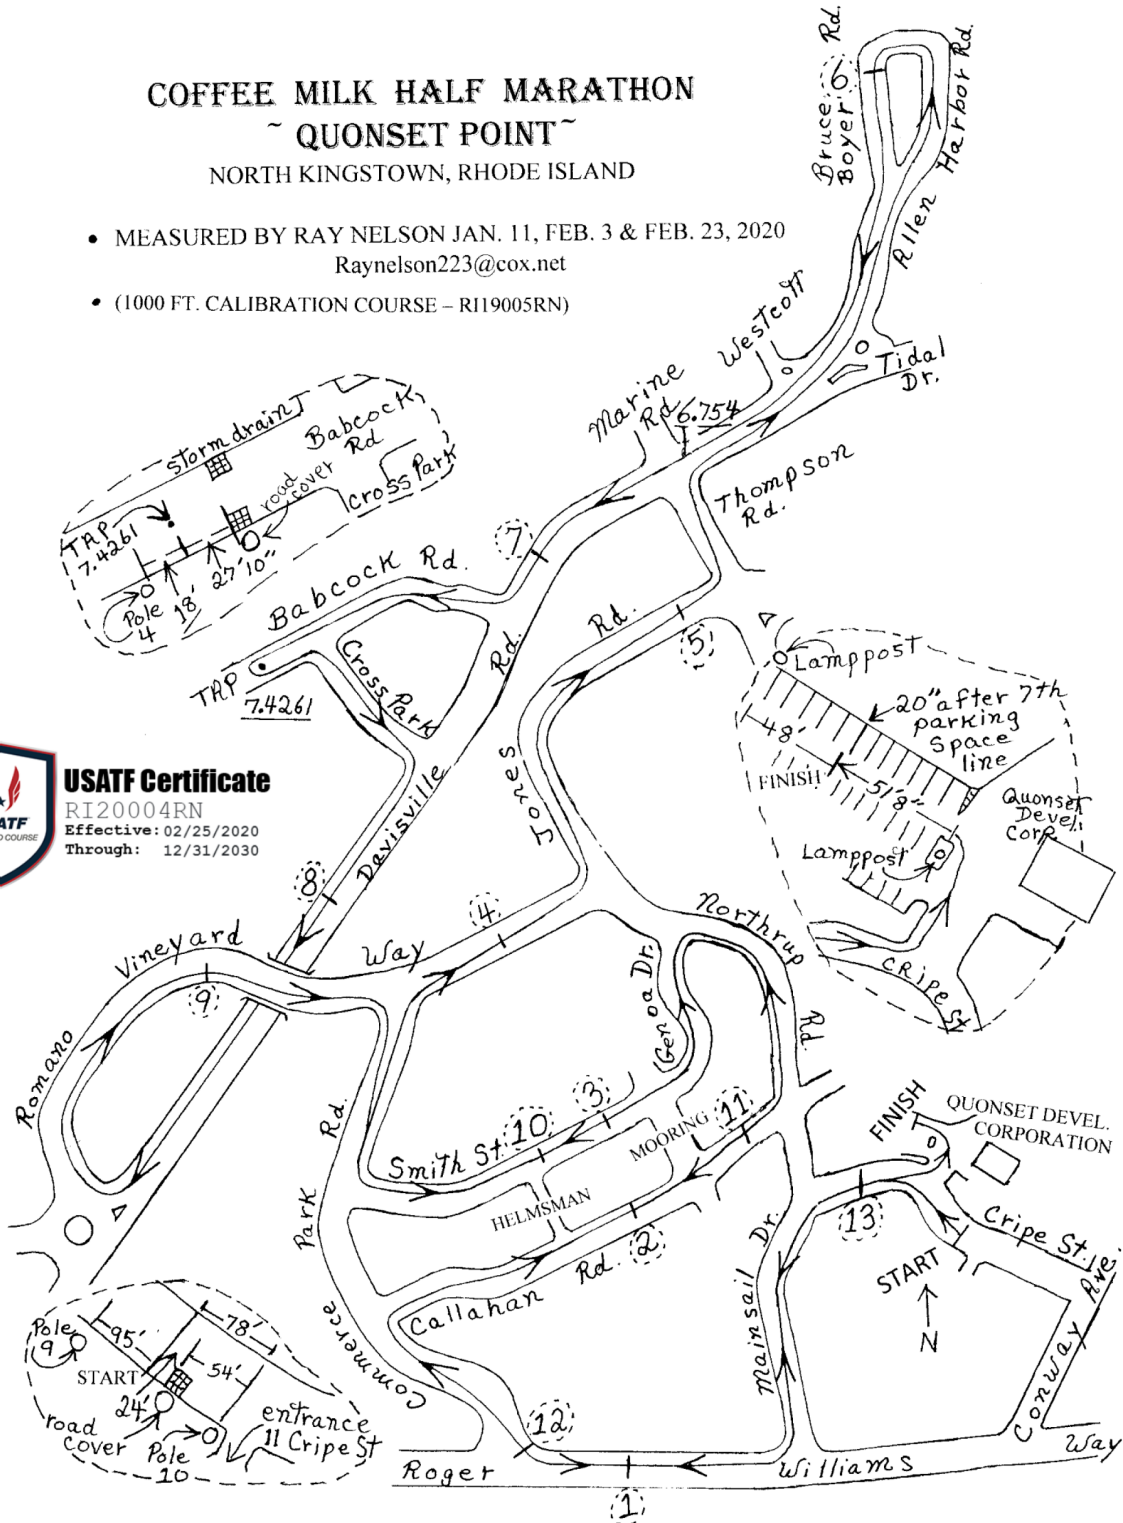 COFFEE MILK HALF MARATHON
~ QUONSET POINT ~
NORTH KINGSTOWN, RHODE ISLAND
• MEASURED BY RAY NELSON JAN. 11, FEB. 3 & FEB. 23, 2020
Raynelson223@cox.net
• (1000 FT. CALIBRATION COURSE – RI19005RN)
Bruce Boyer Rd.
6
Allen Harbor Rd.
Westcott
Marine Rd
6.754
Tidal Dr.
Thompson Rd.
storm drain
Babcock Rd
road cover
Cross Park
TAP 7.4261
Pole 4
18'
27'10"
7
Babcock Rd.
Cross Park
TAP 7.4261
Davisville Rd.
Jones Rd.
5
Lamppost
20" after 7th parking space line
48'
FINISH
51'8"
Lamppost
Quonset Devel. Corp.
CRipe St
ATF
D COURSE
USATF Certificate
RI20004RN
Effective: 02/25/2020
Through: 12/31/2030
8
4
Vineyard Way
9
Romano
Northrup Rd.
Genoa Dr.
3
10
11
Smith St.
MOORING
HELMSMAN
2
Callahan Rd.
Commerce Park Rd.
FINISH
QUONSET DEVEL. CORPORATION
13
Cripe St.
START
N
Mainsail Dr.
Conway Ave.
Pole 9
95'
78'
54'
START
24'
road cover
Pole 10
entrance 11 Cripe St
12
Roger Williams Way
1